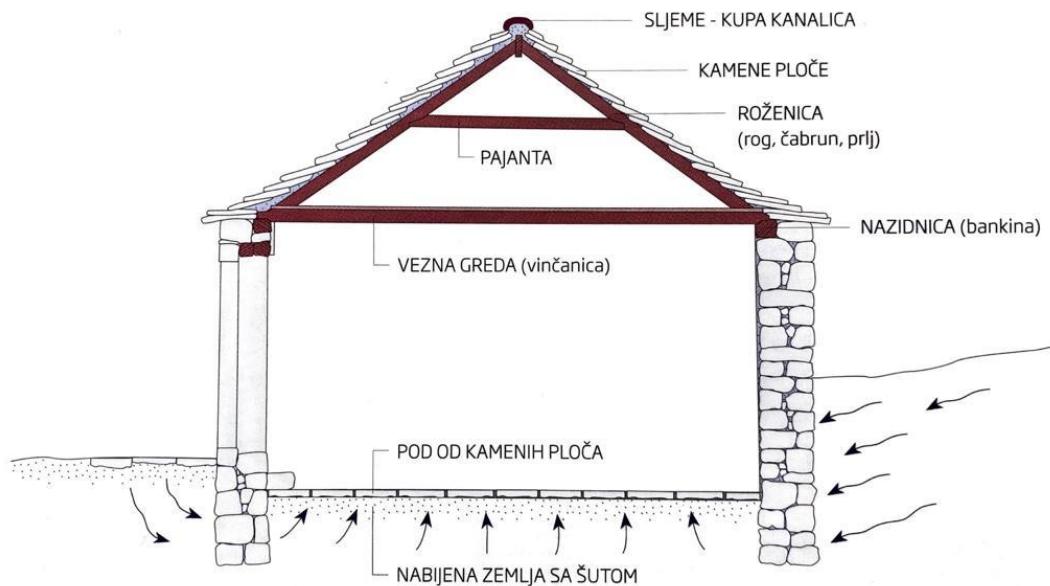 SLJEME - KUPA KANALICA
KAMENE PLOČE
ROŽENICA
(rog, čabrun, prlj)
PAJANTA
NAZIDNICA (bankina)
VEZNA GREDA (vinčanica)
POD OD KAMENIH PLOČA
NABIJENA ZEMLJA SA ŠUTOM